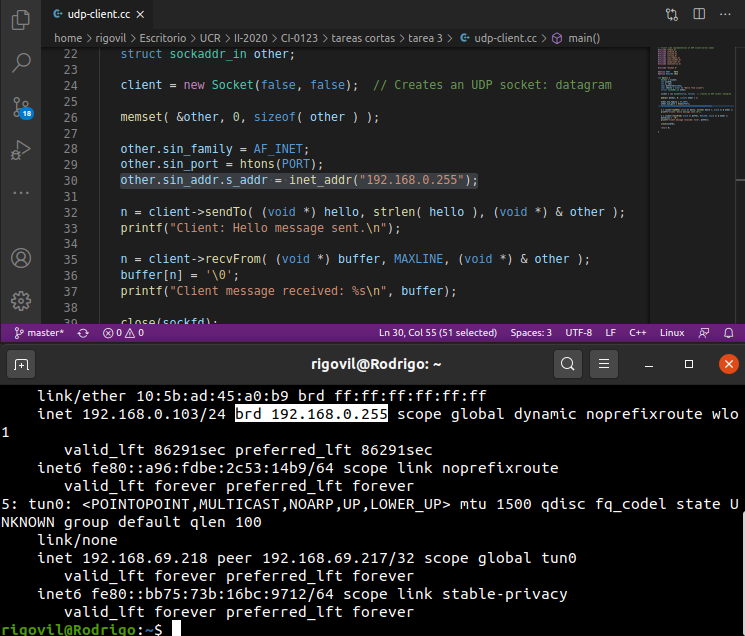 udp-client.cc ×
home > rigovil > Escritorio > UCR > II-2020 > CI-0123 > tareas cortas > tarea 3 > udp-client.cc > main()
22 struct sockaddr_in other;
23
24 client = new Socket(false, false); // Creates an UDP socket: datagram
25
26 memset( &other, 0, sizeof( other ) );
27
28 other.sin_family = AF_INET;
29 other.sin_port = htons(PORT);
30 other.sin_addr.s_addr = inet_addr("192.168.0.255");
31
32 n = client->sendTo( (void *) hello, strlen( hello ), (void *) & other );
33 printf("Client: Hello message sent.\n");
34
35 n = client->recvFrom( (void *) buffer, MAXLINE, (void *) & other );
36 buffer[n] = '\0';
37 printf("Client message received: %s\n", buffer);
38
39 close(sockfd);
18
master* 0 0 Ln 30, Col 55 (51 selected) Spaces: 3 UTF-8 LF C++ Linux
rigovil@Rodrigo: ~
link/ether 10:5b:ad:45:a0:b9 brd ff:ff:ff:ff:ff:ff
inet 192.168.0.103/24 brd 192.168.0.255 scope global dynamic noprefixroute wlo
1
valid_lft 86291sec preferred_lft 86291sec
inet6 fe80::a96:fdbe:2c53:14b9/64 scope link noprefixroute
valid_lft forever preferred_lft forever
5: tun0: <POINTOPOINT,MULTICAST,NOARP,UP,LOWER_UP> mtu 1500 qdisc fq_codel state U
NKNOWN group default qlen 100
link/none
inet 192.168.69.218 peer 192.168.69.217/32 scope global tun0
valid_lft forever preferred_lft forever
inet6 fe80::bb75:73b:16bc:9712/64 scope link stable-privacy
valid_lft forever preferred_lft forever
rigovil@Rodrigo:~$